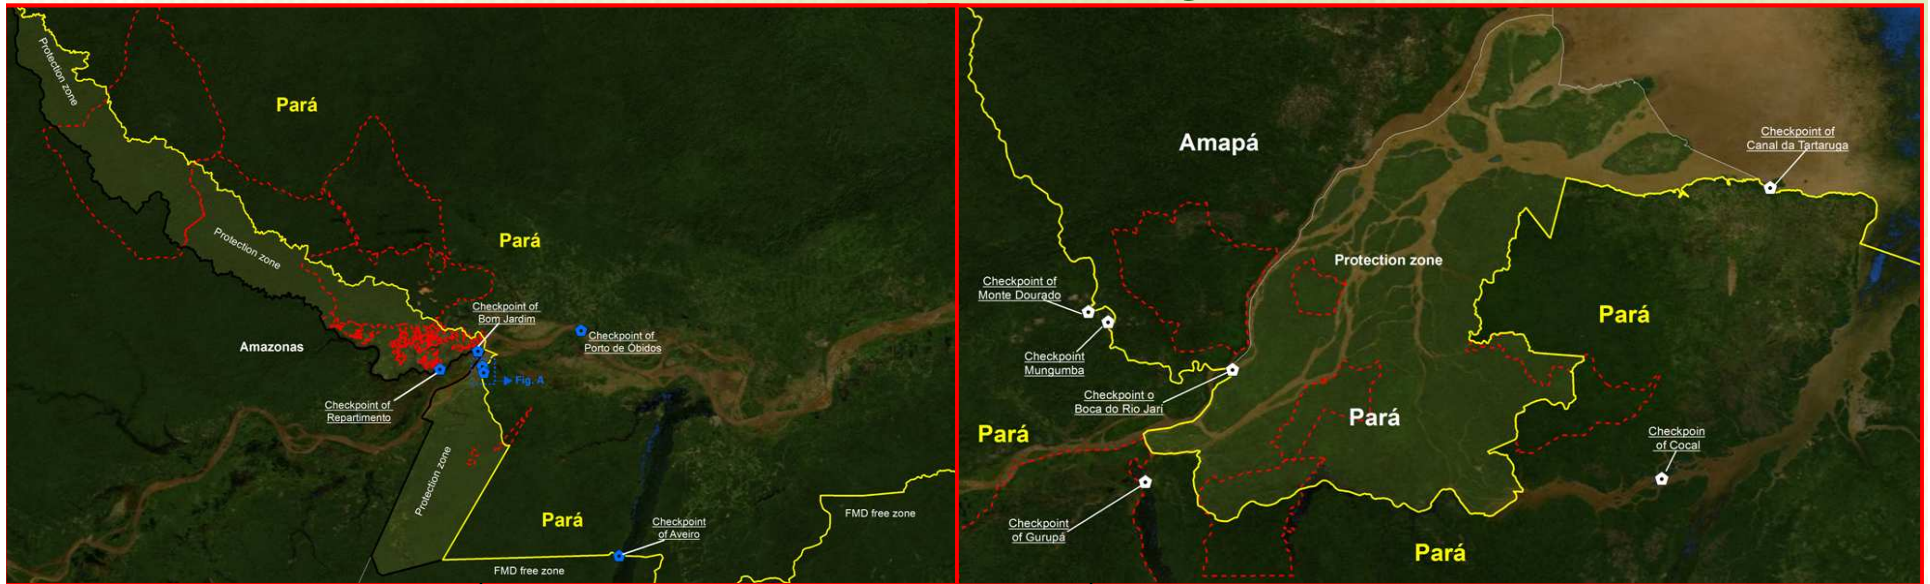 Protection zone
Pará
Protection zone
Pará
Checkpoint of
Bom Jardim
Checkpoint of
Porto de Óbidos
Amazonas
Fig. A
Checkpoint of
Repartimento
Protection zone
Pará
Checkpoint
of Aveiro
FMD free zone
FMD free zone
Amapá
Checkpoint of
Canal da Tartaruga
Protection zone
Checkpoint of
Monte Dourado
Checkpoint
Mungumba
Pará
Checkpoint o
Boca do Rio Jarí
Pará
Pará
Checkpoin
of Cocal
Checkpoint
of Gurupá
Pará